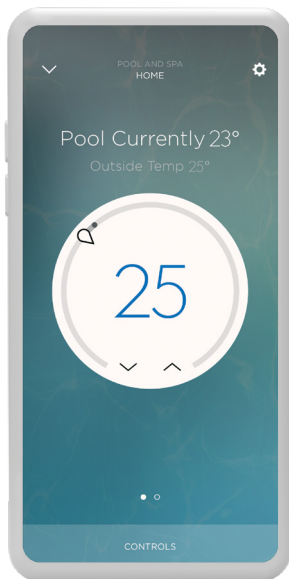 POOL AND SPA
HOME
Pool Currently 23°
Outside Temp 25°
25
CONTROLS